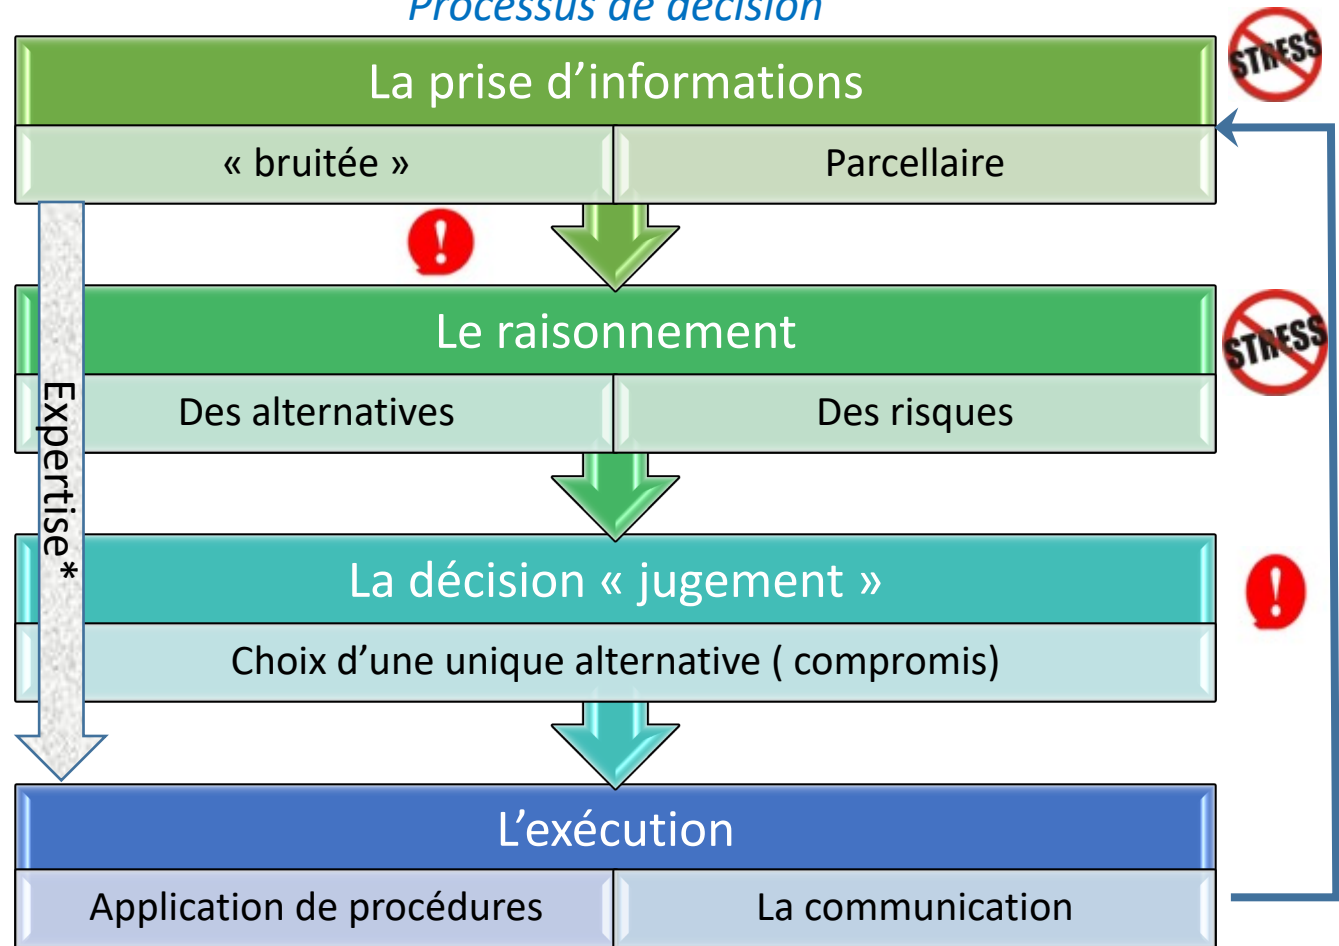 Processus de décision
STRESS
La prise d’informations
« bruitée »
Parcellaire
!
Le raisonnement
STRESS
Des alternatives
Des risques
Expertise*
La décision « jugement »
!
Choix d’une unique alternative ( compromis)
L’exécution
Application de procédures
La communication